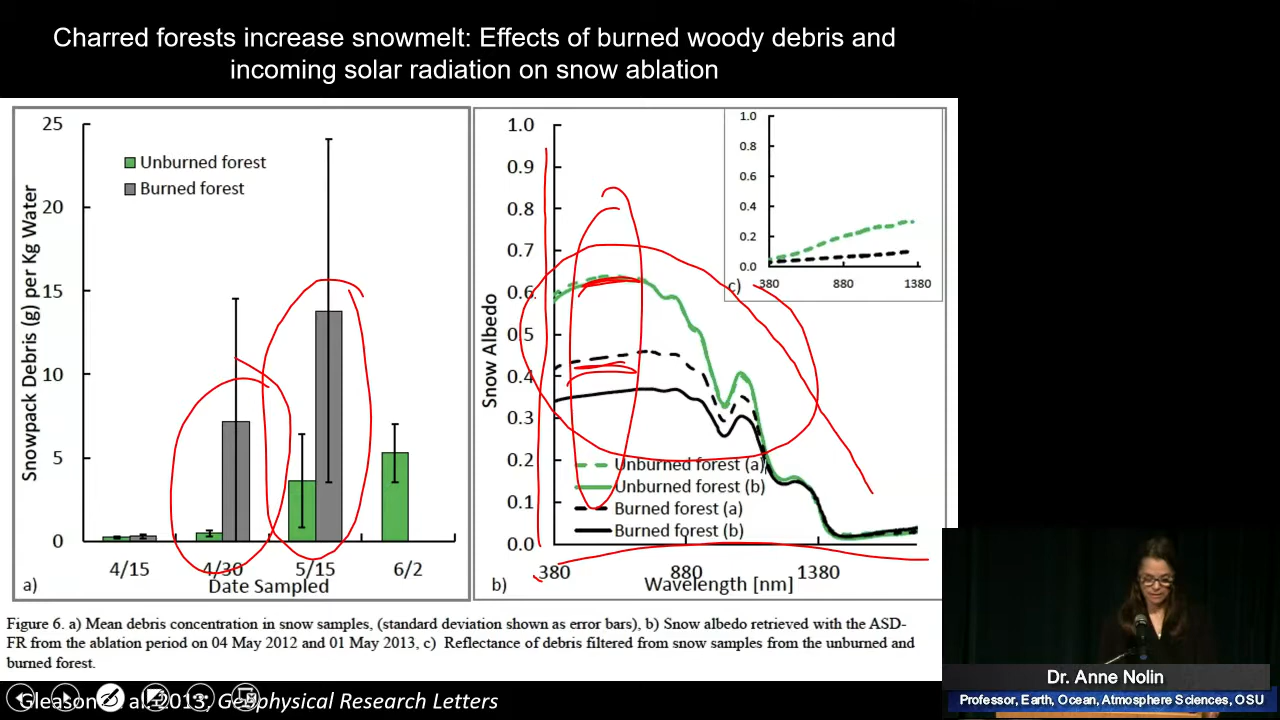 Charred forests increase snowmelt: Effects of burned woody debris and
incoming solar radiation on snow ablation
25
20
15
10
5
0
Snowpack Debris (g) per Kg Water
Unburned forest
Burned forest
4/15
4/30
5/15
6/2
Date Sampled
a)
1.0
0.9
0.8
0.7
0.6
0.5
0.4
0.3
0.2
0.1
0.0
Snow Albedo
Unburned forest (a)
Unburned forest (b)
Burned forest (a)
Burned forest (b)
380
880
1380
Wavelength [nm]
b)
1.0
0.8
0.6
0.4
0.2
0.0
c)
380
880
1380
Figure 6. a) Mean debris concentration in snow samples, (standard deviation shown as error bars), b) Snow albedo retrieved with the ASD-
FR from the ablation period on 04 May 2012 and 01 May 2013, c) Reflectance of debris filtered from snow samples from the unburned and
burned forest.
Gleason al. 2013, Geophysical Research Letters
Dr. Anne Nolin
Professor, Earth, Ocean, Atmosphere Sciences, OSU